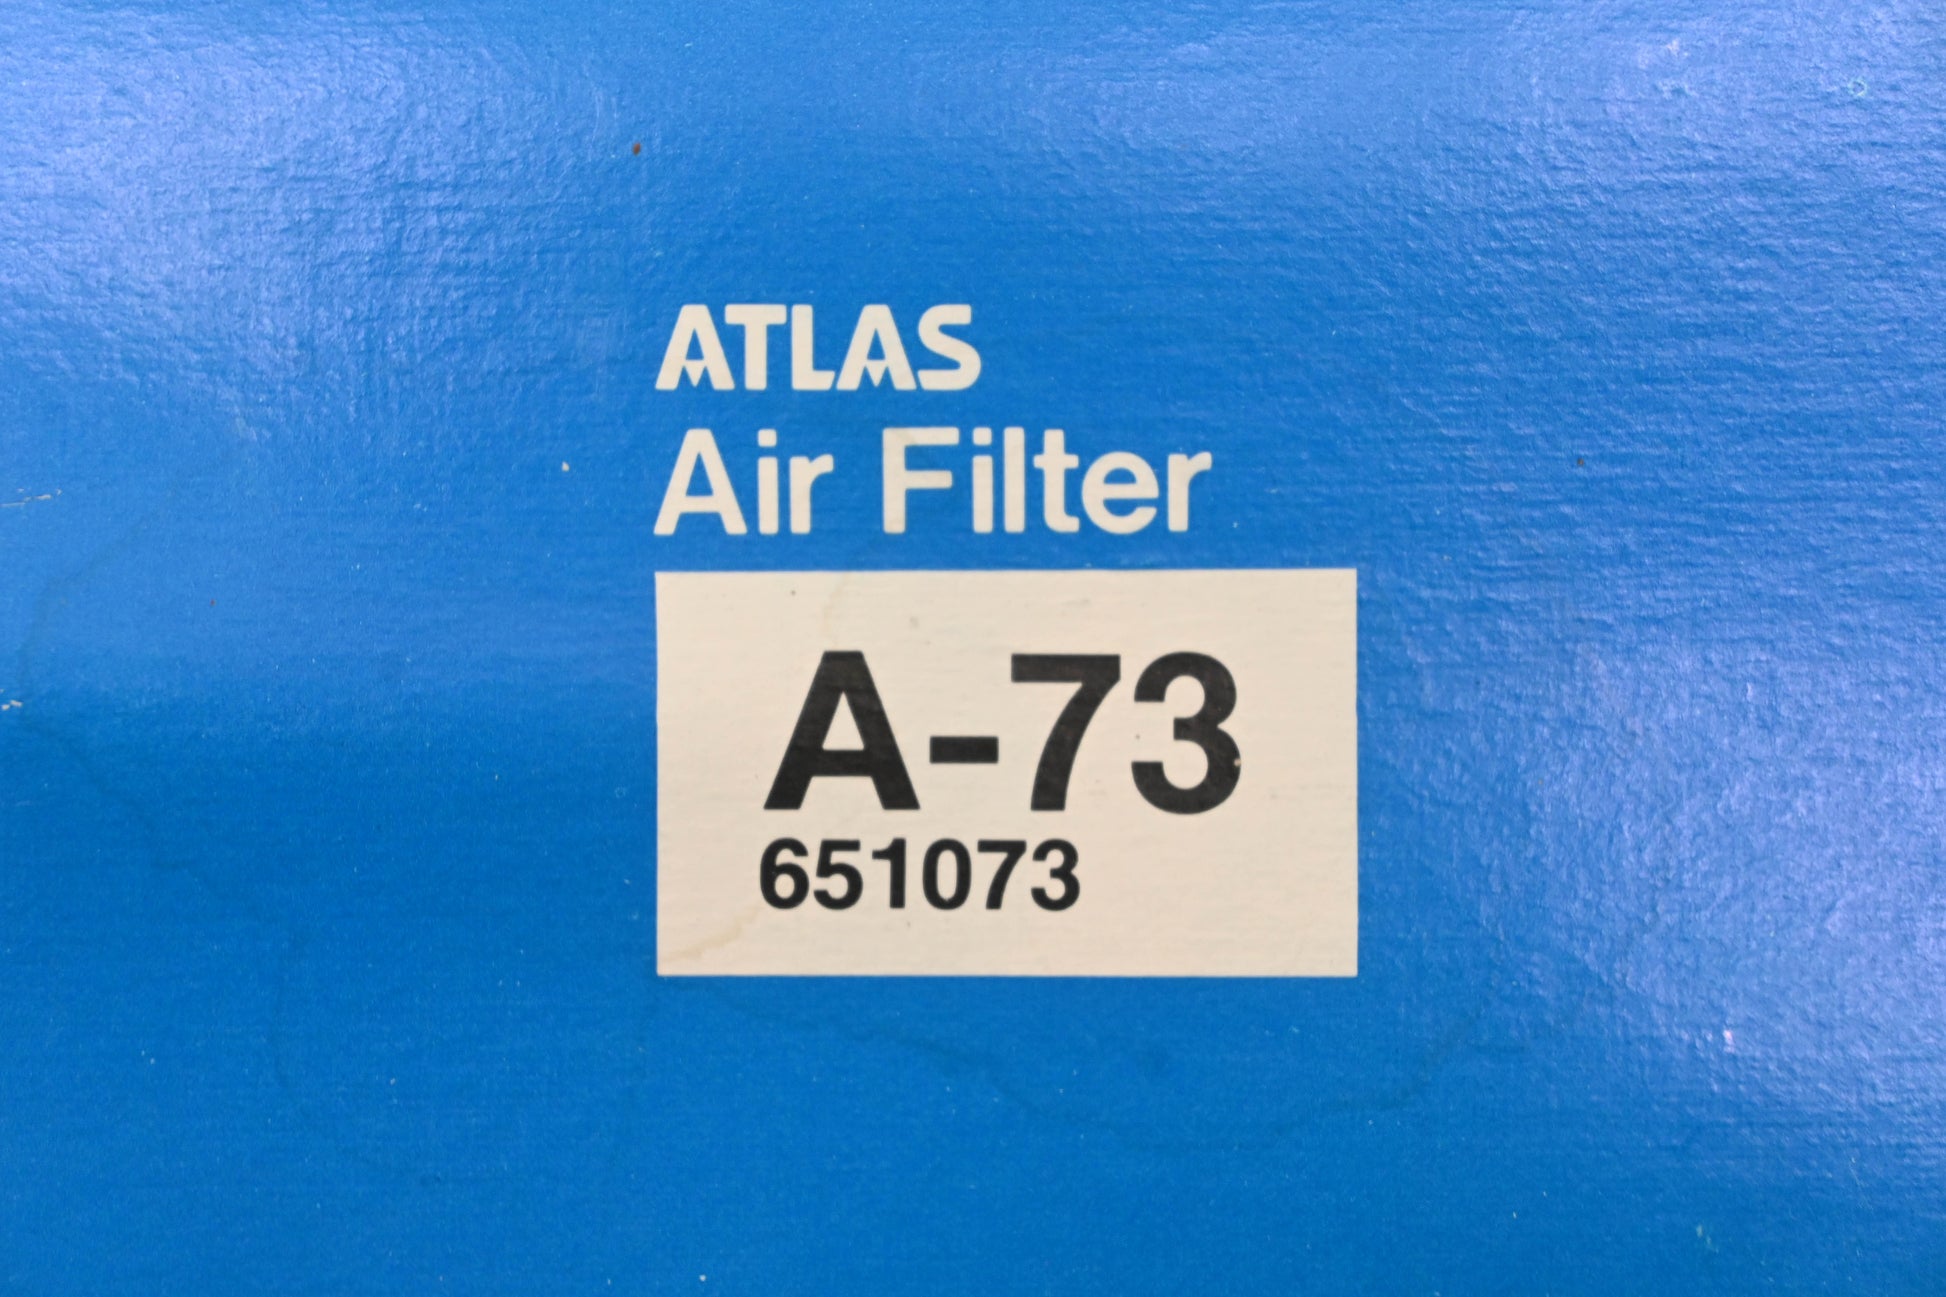 ATLAS
Air Filter
A-73
651073